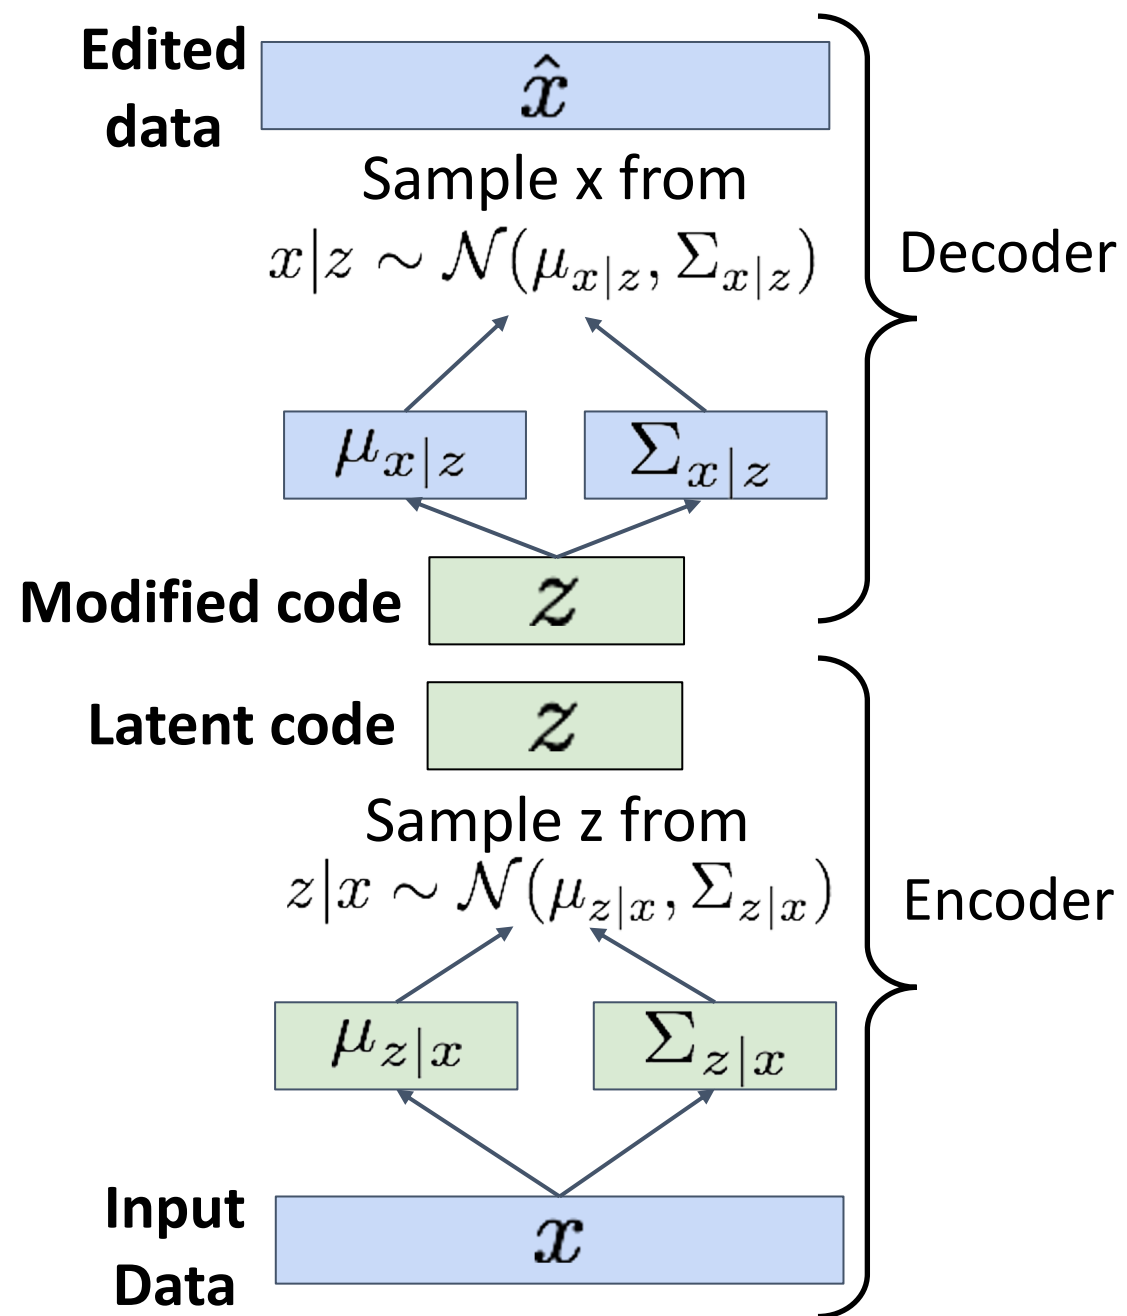 Edited
data
x̂
Sample x from
x|z ∼ 𝒩(μ_{x|z}, Σ_{x|z})
Decoder
μ_{x|z}
Σ_{x|z}
Modified code
z
Latent code
z
Sample z from
z|x ∼ 𝒩(μ_{z|x}, Σ_{z|x})
Encoder
μ_{z|x}
Σ_{z|x}
Input
Data
x